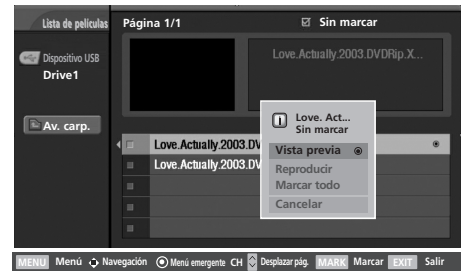 Lista de películas
Página 1/1
Sin marcar
Dispositivo USB
Drive1
Love.Actually.2003.DVDRip.X...
Av. carp.
Love. Act...
Sin marcar
Love.Actually.2003.DV
Vista previa
Love.Actually.2003.DV
Reproducir
Marcar todo
Cancelar
MENU Menú Navegación Menú emergente CH Desplazar pág. MARK Marcar EXIT Salir